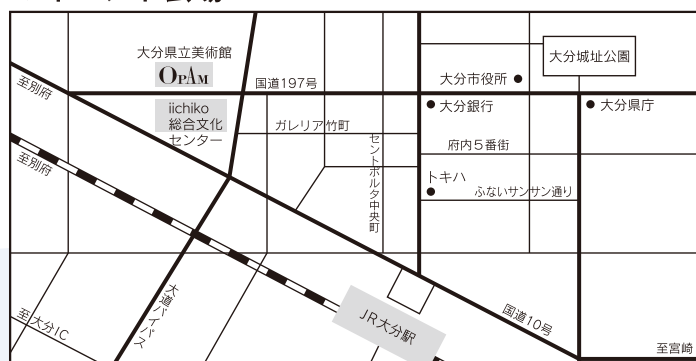 大分県立美術館
OPAM
大分城址公園
大分市役所
国道197号
至別府
iichiko
総合文化
センター
大分銀行
大分県庁
ガレリア竹町
セントポルタ中央町
府内5番街
至別府
トキハ
ふないサンサン通り
大道バイパス
国道10号
JR大分駅
至大分IC
至宮崎